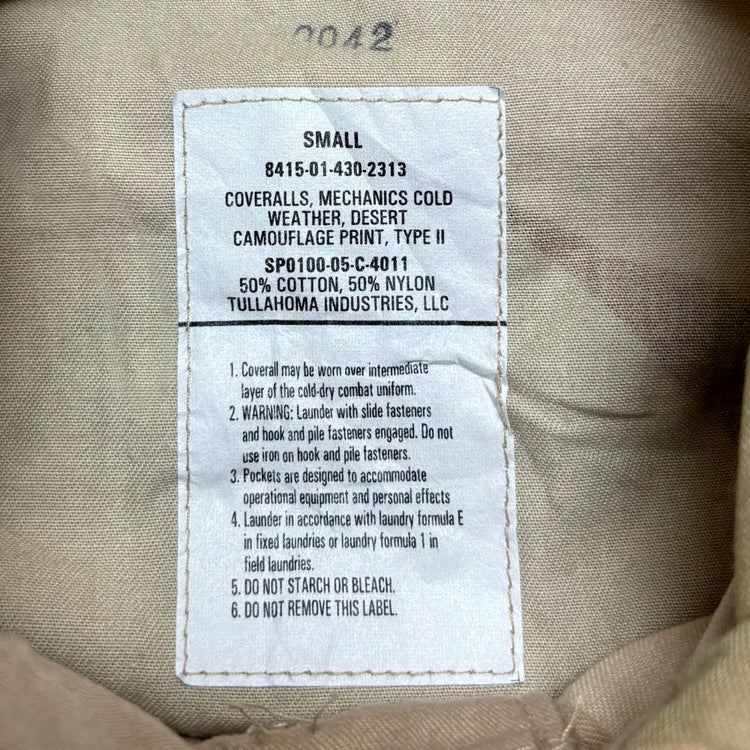 2042
SMALL
8415-01-430-2313
COVERALLS, MECHANICS COLD
WEATHER, DESERT
CAMOUFLAGE PRINT, TYPE II
SP0100-05-C-4011
50% COTTON, 50% NYLON
TULLAHOMA INDUSTRIES, LLC
1. Coverall may be worn over intermediate
layer of the cold-dry combat uniform.
2. WARNING: Launder with slide fasteners
and hook and pile fasteners engaged. Do not
use iron on hook and pile fasteners.
3. Pockets are designed to accommodate
operational equipment and personal effects
4. Launder in accordance with laundry formula E
in fixed laundries or laundry formula 1 in
field laundries.
5. DO NOT STARCH OR BLEACH.
6. DO NOT REMOVE THIS LABEL.